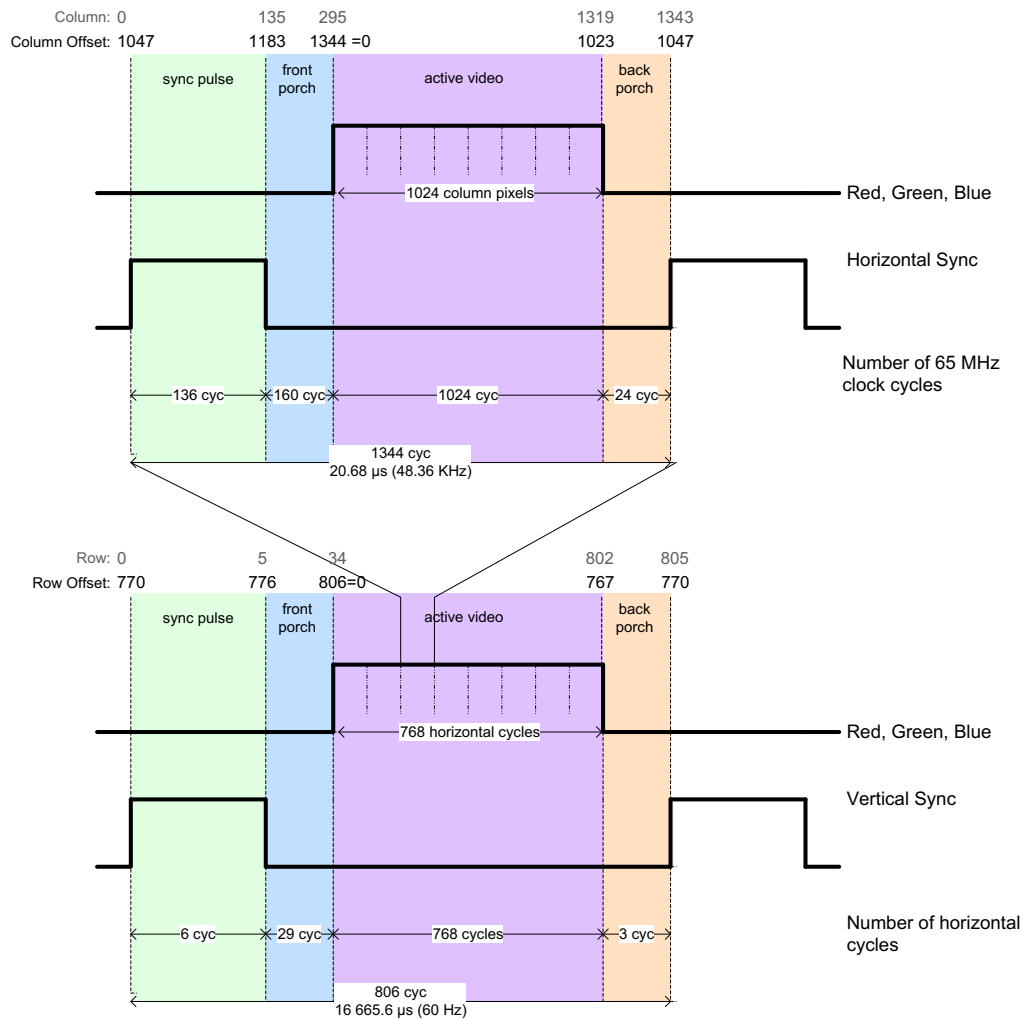 Column: 0 135 295 1319 1343
Column Offset: 1047 1183 1344 =0 1023 1047
sync pulse
front
porch
active video
back
porch
1024 column pixels
Red, Green, Blue
Horizontal Sync
Number of 65 MHz
clock cycles
136 cyc 160 cyc 1024 cyc 24 cyc
1344 cyc
20.68 µs (48.36 KHz)
Row: 0 5 34 802 805
Row Offset: 770 776 806=0 767 770
sync pulse
front
porch
active video
back
porch
768 horizontal cycles
Red, Green, Blue
Vertical Sync
Number of horizontal
cycles
6 cyc 29 cyc 768 cycles 3 cyc
806 cyc
16 665.6 µs (60 Hz)